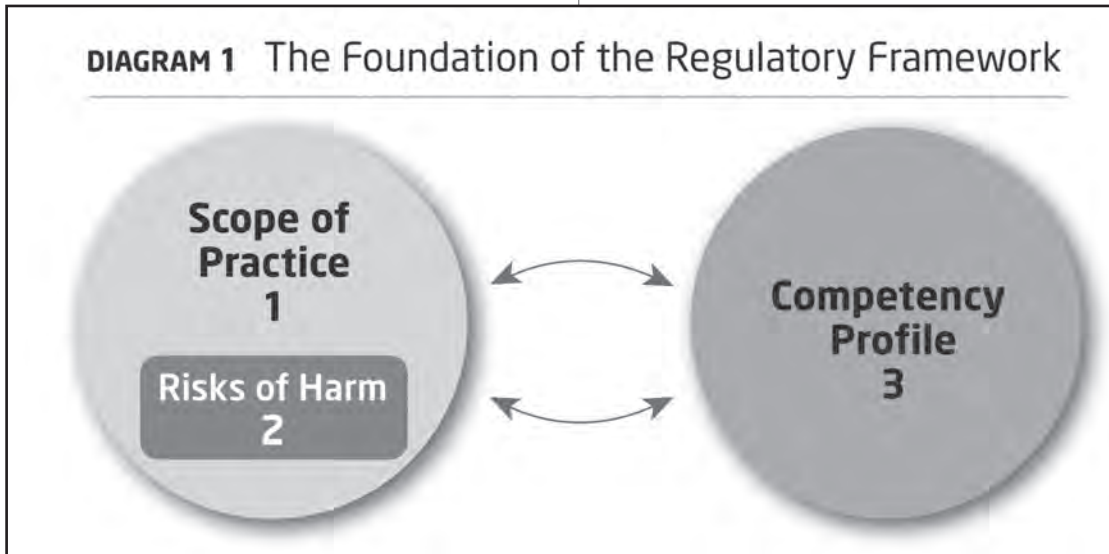 DIAGRAM 1 The Foundation of the Regulatory Framework
Scope of
Practice
1
Risks of Harm
2
Competency
Profile
3